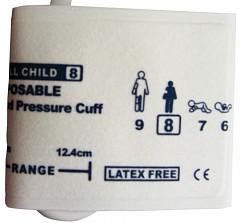 LL CHILD 8
POSABLE
d Pressure Cuff
9 8 7 6
12.4cm
RANGE
LATEX FREE CE